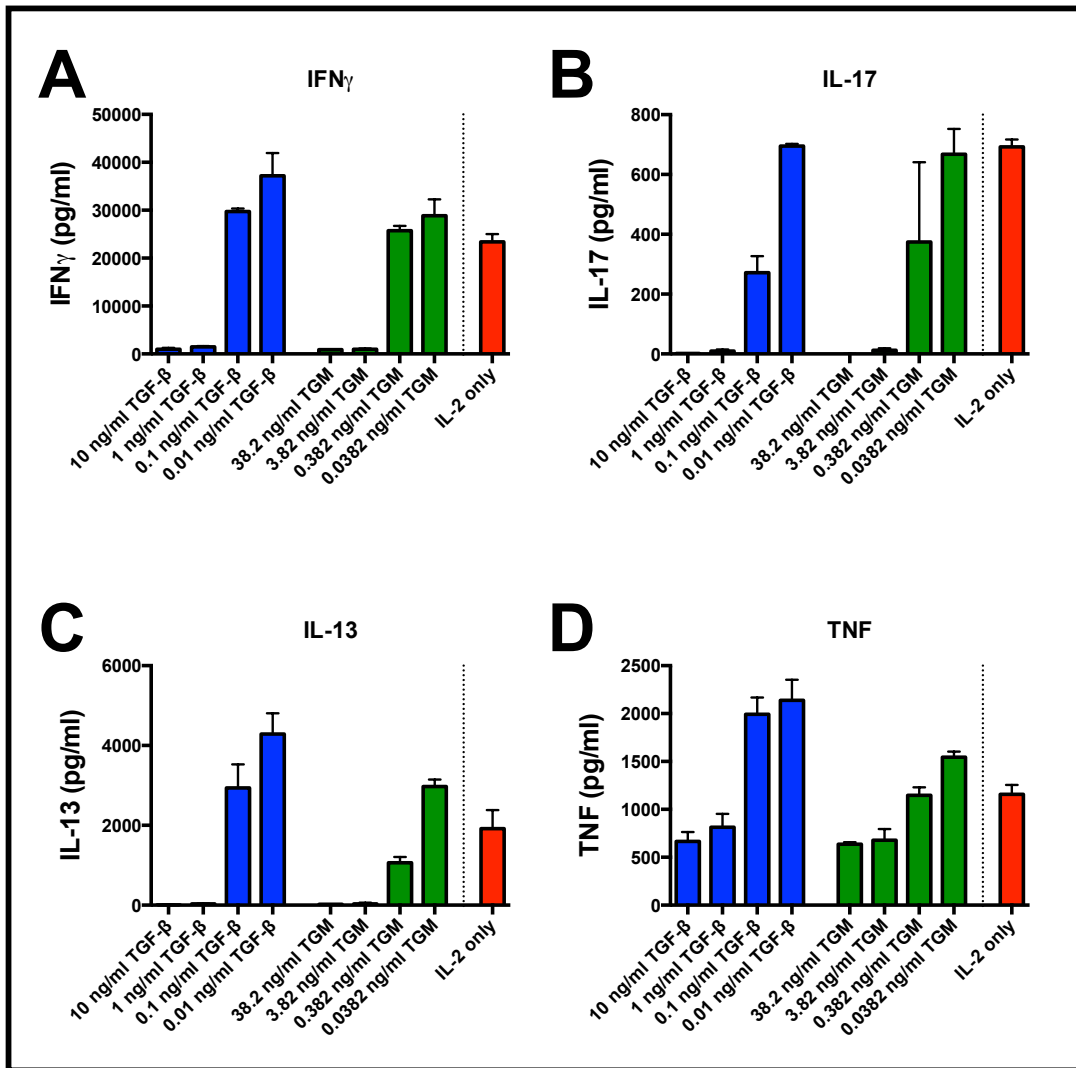 A
IFNγ
IFNγ (pg/ml)
50000
40000
30000
20000
10000
0
10 ng/ml TGF-β
1 ng/ml TGF-β
0.1 ng/ml TGF-β
0.01 ng/ml TGF-β
38.2 ng/ml TGM
3.82 ng/ml TGM
0.382 ng/ml TGM
0.0382 ng/ml TGM
IL-2 only
B
IL-17
IL-17 (pg/ml)
800
600
400
200
0
10 ng/ml TGF-β
1 ng/ml TGF-β
0.1 ng/ml TGF-β
0.01 ng/ml TGF-β
38.2 ng/ml TGM
3.82 ng/ml TGM
0.382 ng/ml TGM
0.0382 ng/ml TGM
IL-2 only
C
IL-13
IL-13 (pg/ml)
6000
4000
2000
0
10 ng/ml TGF-β
1 ng/ml TGF-β
0.1 ng/ml TGF-β
0.01 ng/ml TGF-β
38.2 ng/ml TGM
3.82 ng/ml TGM
0.382 ng/ml TGM
0.0382 ng/ml TGM
IL-2 only
D
TNF
TNF (pg/ml)
2500
2000
1500
1000
500
0
10 ng/ml TGF-β
1 ng/ml TGF-β
0.1 ng/ml TGF-β
0.01 ng/ml TGF-β
38.2 ng/ml TGM
3.82 ng/ml TGM
0.382 ng/ml TGM
0.0382 ng/ml TGM
IL-2 only